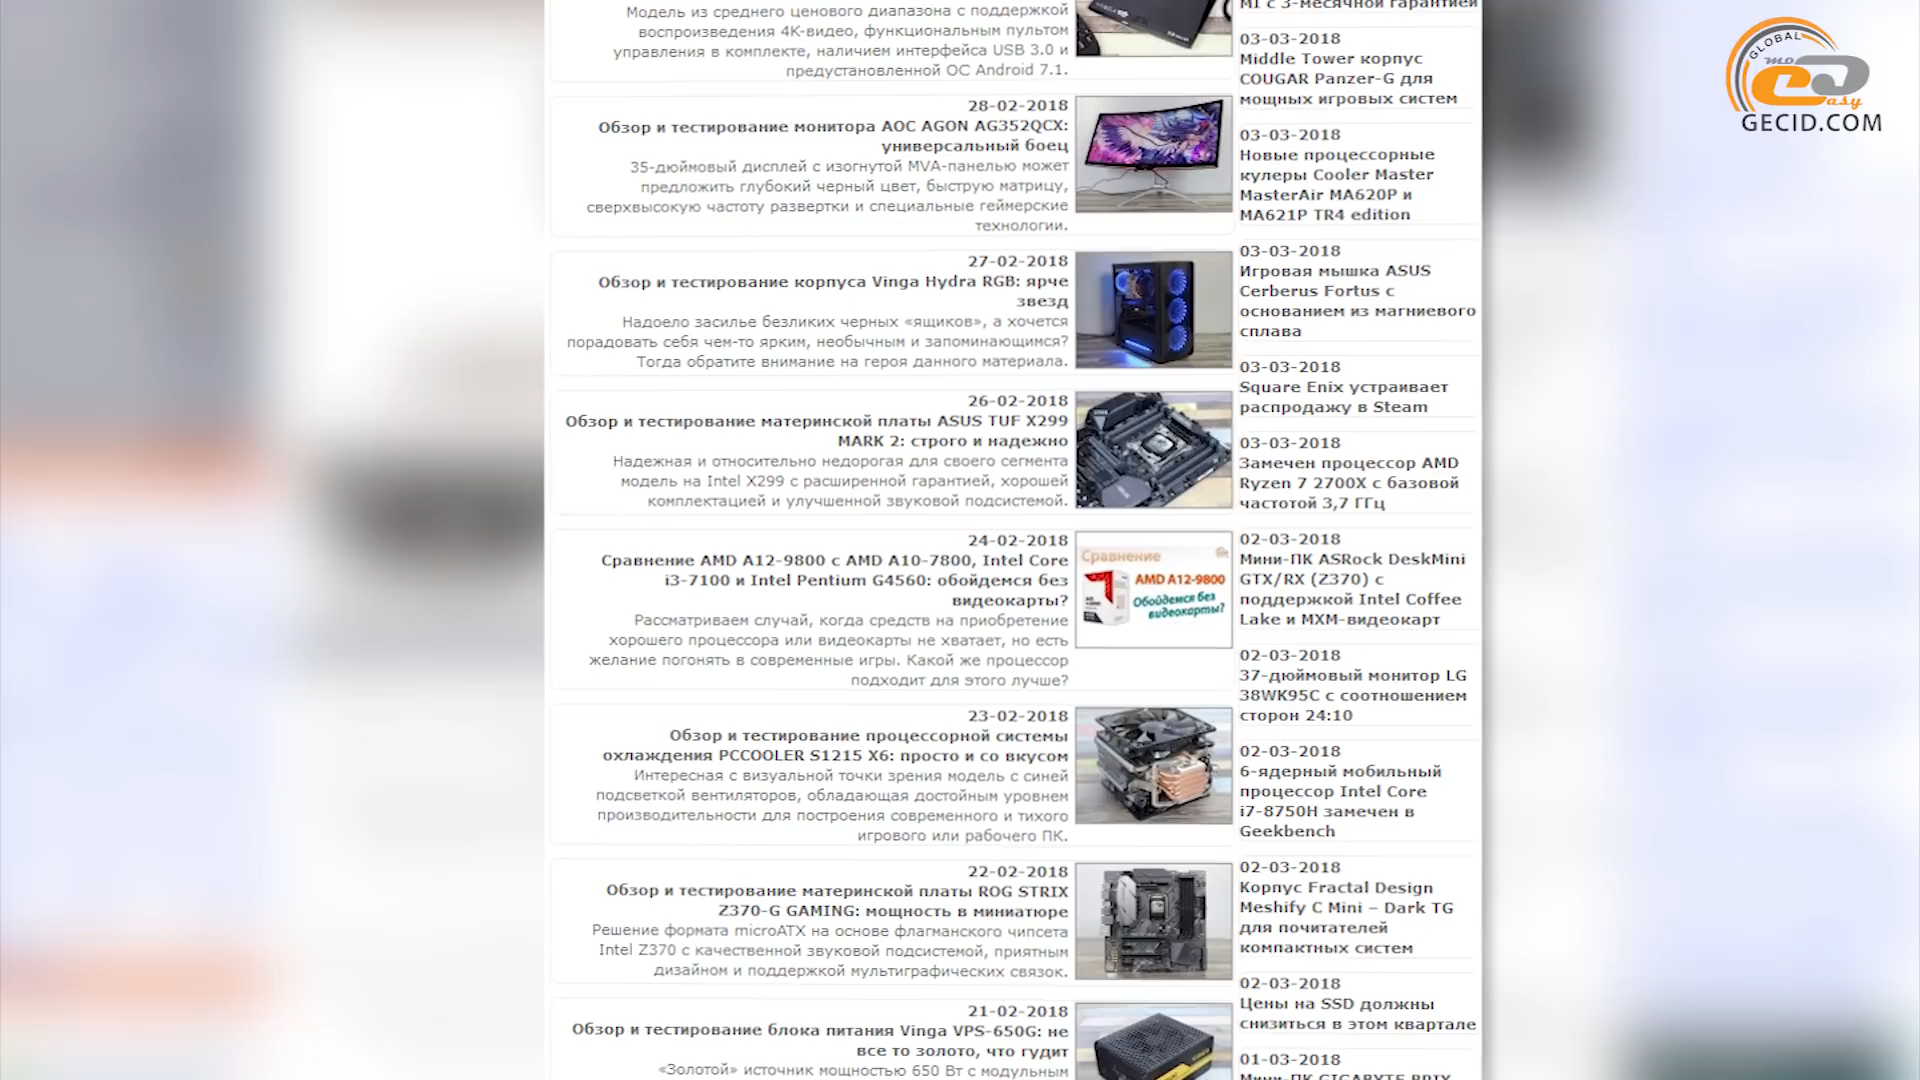 Модель из среднего ценового диапазона с поддержкой
воспроизведения 4К-видео, функциональным пультом
управления в комплекте, наличием интерфейса USB 3.0 и
предустановленной ОС Android 7.1.
28-02-2018
Обзор и тестирование монитора AOC AGON AG352QCX:
универсальный боец
35-дюймовый дисплей с изогнутой MVA-панелью может
предложить глубокий черный цвет, быструю матрицу,
сверхвысокую частоту развертки и специальные геймерские
технологии.
27-02-2018
Обзор и тестирование корпуса Vinga Hydra RGB: ярче
звезд
Надоело засилье безликих черных «ящиков», а хочется
порадовать себя чем-то ярким, необычным и запоминающимся?
Тогда обратите внимание на героя данного материала.
26-02-2018
Обзор и тестирование материнской платы ASUS TUF X299
MARK 2: строго и надежно
Надежная и относительно недорогая для своего сегмента
модель на Intel X299 с расширенной гарантией, хорошей
комплектацией и улучшенной звуковой подсистемой.
24-02-2018
Сравнение AMD A12-9800 с AMD A10-7800, Intel Core
i3-7100 и Intel Pentium G4560: обойдемся без
видеокарты?
Рассматриваем случай, когда средств на приобретение
хорошего процессора или видеокарты не хватает, но есть
желание погонять в современные игры. Какой же процессор
подходит для этого лучше?
Сравнение
AMD A12-9800
Обойдемся без
видеокарты?
23-02-2018
Обзор и тестирование процессорной системы
охлаждения PCCOOLER S1215 X6: просто и со вкусом
Интересная с визуальной точки зрения модель с синей
подсветкой вентиляторов, обладающая достойным уровнем
производительности для построения современного и тихого
игрового или рабочего ПК.
22-02-2018
Обзор и тестирование материнской платы ROG STRIX
Z370-G GAMING: мощность в миниатюре
Решение формата microATX на основе флагманского чипсета
Intel Z370 с качественной звуковой подсистемой, приятным
дизайном и поддержкой мультиграфических связок.
21-02-2018
Обзор и тестирование блока питания Vinga VPS-650G: не
все то золото, что гудит
«Золотой» источник мощностью 650 Вт с модульным
M1 с 3-месячной гарантией
03-03-2018
Middle Tower корпус
COUGAR Panzer-G для
мощных игровых систем
03-03-2018
Новые процессорные
кулеры Cooler Master
MasterAir MA620P и
MA621P TR4 edition
03-03-2018
Игровая мышка ASUS
Cerberus Fortus с
основанием из магниевого
сплава
03-03-2018
Square Enix устраивает
распродажу в Steam
03-03-2018
Замечен процессор AMD
Ryzen 7 2700X с базовой
частотой 3,7 ГГц
02-03-2018
Мини-ПК ASRock DeskMini
GTX/RX (Z370) с
поддержкой Intel Coffee
Lake и MXM-видеокарт
02-03-2018
37-дюймовый монитор LG
38WK95C с соотношением
сторон 24:10
02-03-2018
6-ядерный мобильный
процессор Intel Core
i7-8750H замечен в
Geekbench
02-03-2018
Корпус Fractal Design
Meshify C Mini – Dark TG
для почитателей
компактных систем
02-03-2018
Цены на SSD должны
снизиться в этом квартале
01-03-2018
Мини-ПК GIGABYTE BRIX
GLOBAL
easy
GECID.COM